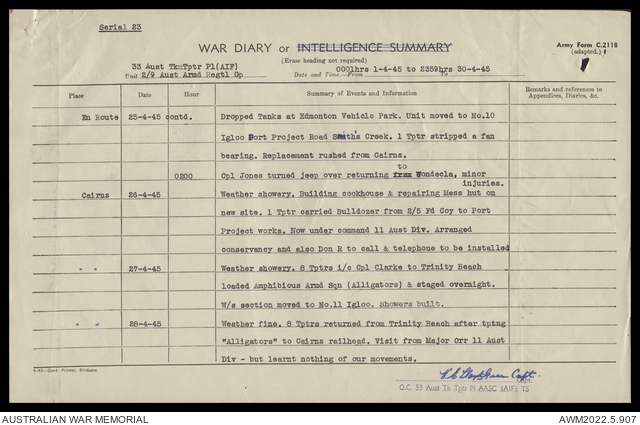 Serial 23
WAR DIARY or INTELLIGENCE SUMMARY
Army Form C.2118
(adapted.)
(Erase heading not required)
33 Aust TkmTptr Pl(AIF)
Unit 2/9 Aust Armd Regtl Gp
0001hrs 1-4-45 to 2359hrs 30-4-45
Date and Time—From To
Place Date Hour Summary of Events and Information Remarks and references to Appendices, Diaries, &c.
En Route 25-4-45 contd. Dropped Tanks at Edmonton Vehicle Park. Unit moved to No.10
Igloo Port Project Road Smith's Creek. 1 Tptr stripped a fan
bearing. Replacement rushed from Cairns.
to
0200 Cpl Jones turned jeep over returning from Wondecla, minor
injuries.
Cairns 26-4-45 Weather showery. Building cookhouse & repairing Mess hut on
new site. 1 Tptr carried Bulldozer from 2/5 Fd Coy to Port
Project works. Now under command 11 Aust Div. Arranged
conservancy and also Don R to call & telephone to be installed
" " 27-4-45 Weather showery. 8 Tptrs i/c Cpl Clarke to Trinity Beach
loaded Amphibious Armd Sqn (Alligators) & staged overnight.
W/s section moved to No.11 Igloo. Showers built.
" " 28-4-45 Weather fine. 8 Tptrs returned from Trinity Beach after tptng
"Alligators" to Cairns railhead. Visit from Major Orr 11 Aust
Div - but learnt nothing of our movements.
Govt. Printer, Brisbane.
Capt.
O.C. 33 Aust Tk Tptr Pl AASC (AIF) TS
AUSTRALIAN WAR MEMORIAL AWM2022.5.907